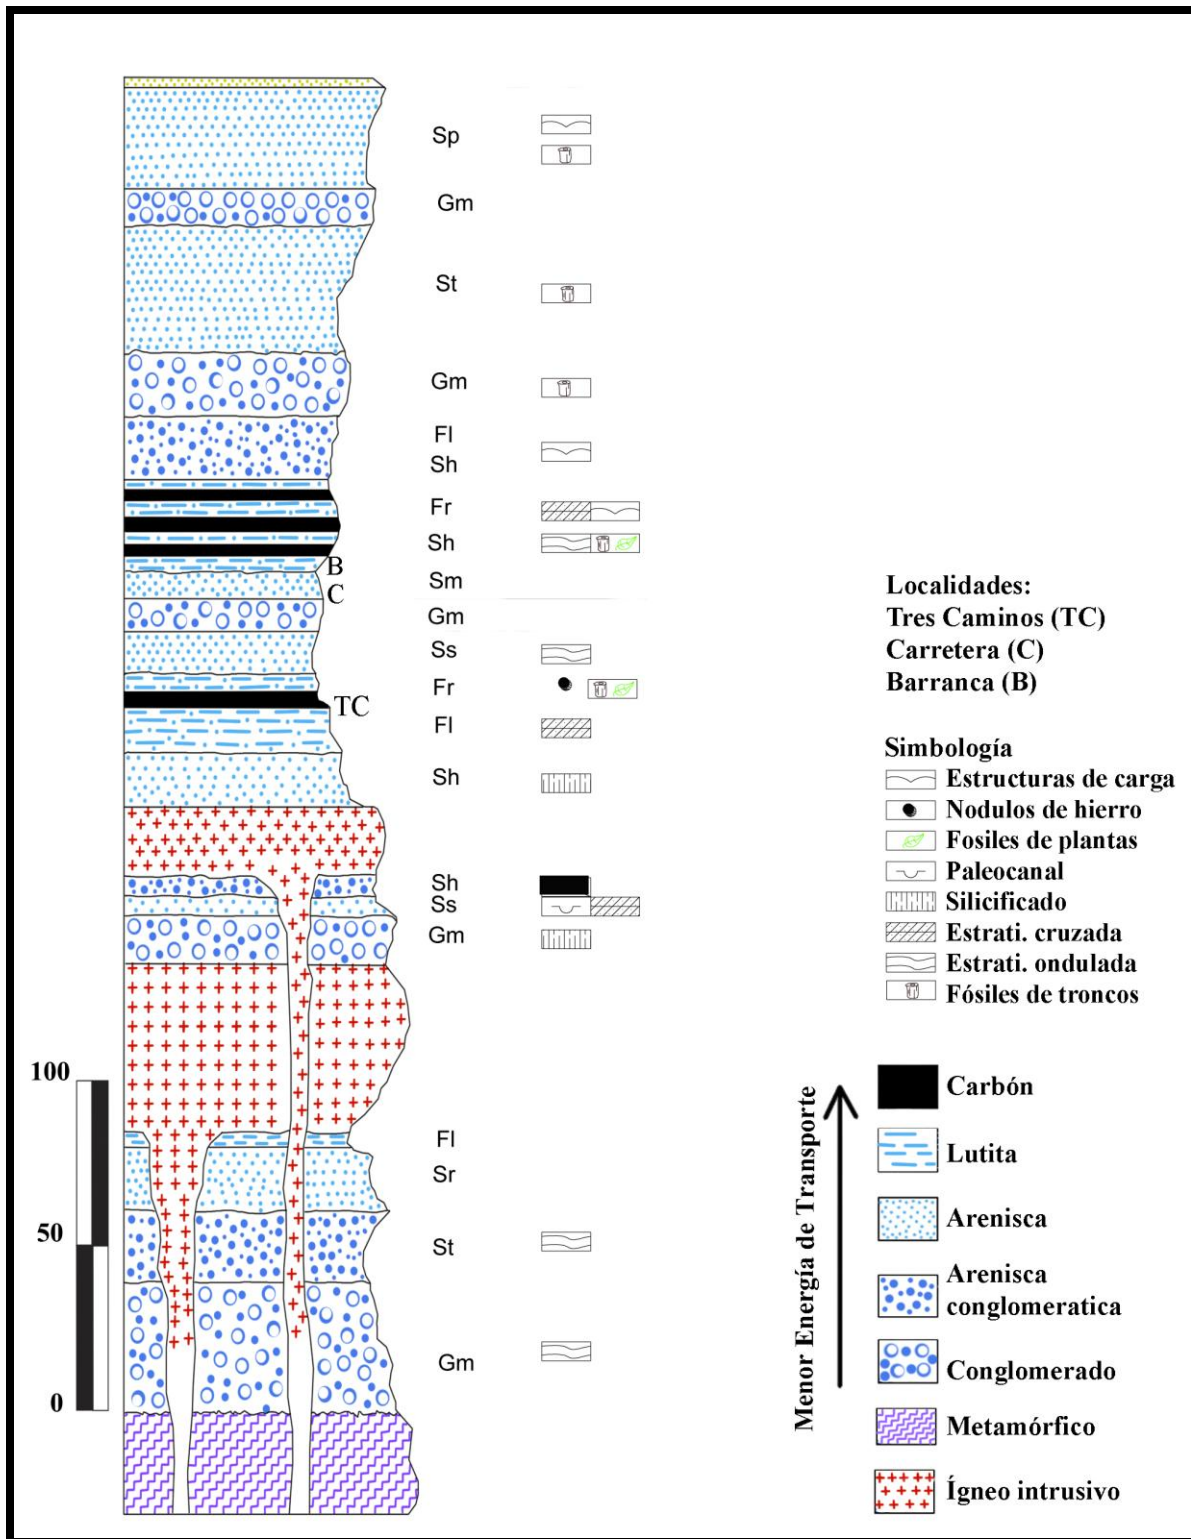 Sp
Gm
St
Gm
Fl
Sh
Fr
Sh
B
Sm
C
Gm
Ss
Fr
TC
Fl
Sh
Sh
Ss
Gm
Fl
Sr
St
Gm
100
50
0
Localidades:
Tres Caminos (TC)
Carretera (C)
Barranca (B)
Simbología
Estructuras de carga
Nodulos de hierro
Fosiles de plantas
Paleocanal
Silicificado
Estrati. cruzada
Estrati. ondulada
Fósiles de troncos
Menor Energía de Transporte
Carbón
Lutita
Arenisca
Arenisca
conglomeratica
Conglomerado
Metamórfico
Ígneo intrusivo